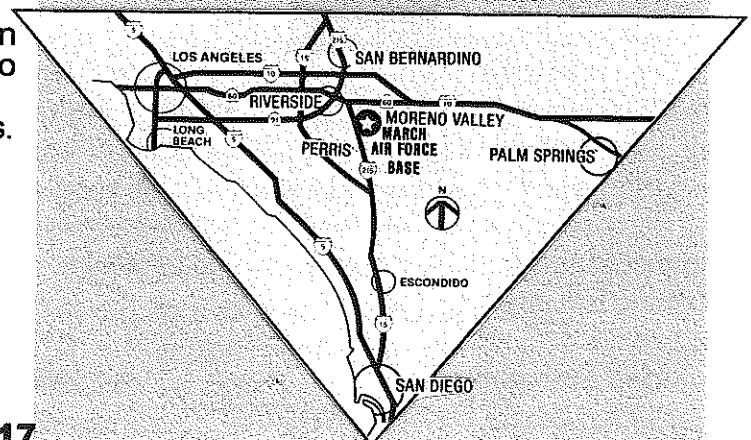 n
o
s.
17
5
LOS ANGELES
10
15
215
SAN BERNARDINO
60
RIVERSIDE
60
10
91
LONG
BEACH
MORENO VALLEY
MARCH
AIR FORCE
BASE
PERRIS
215
PALM SPRINGS
5
N
5
ESCONDIDO
15
SAN DIEGO